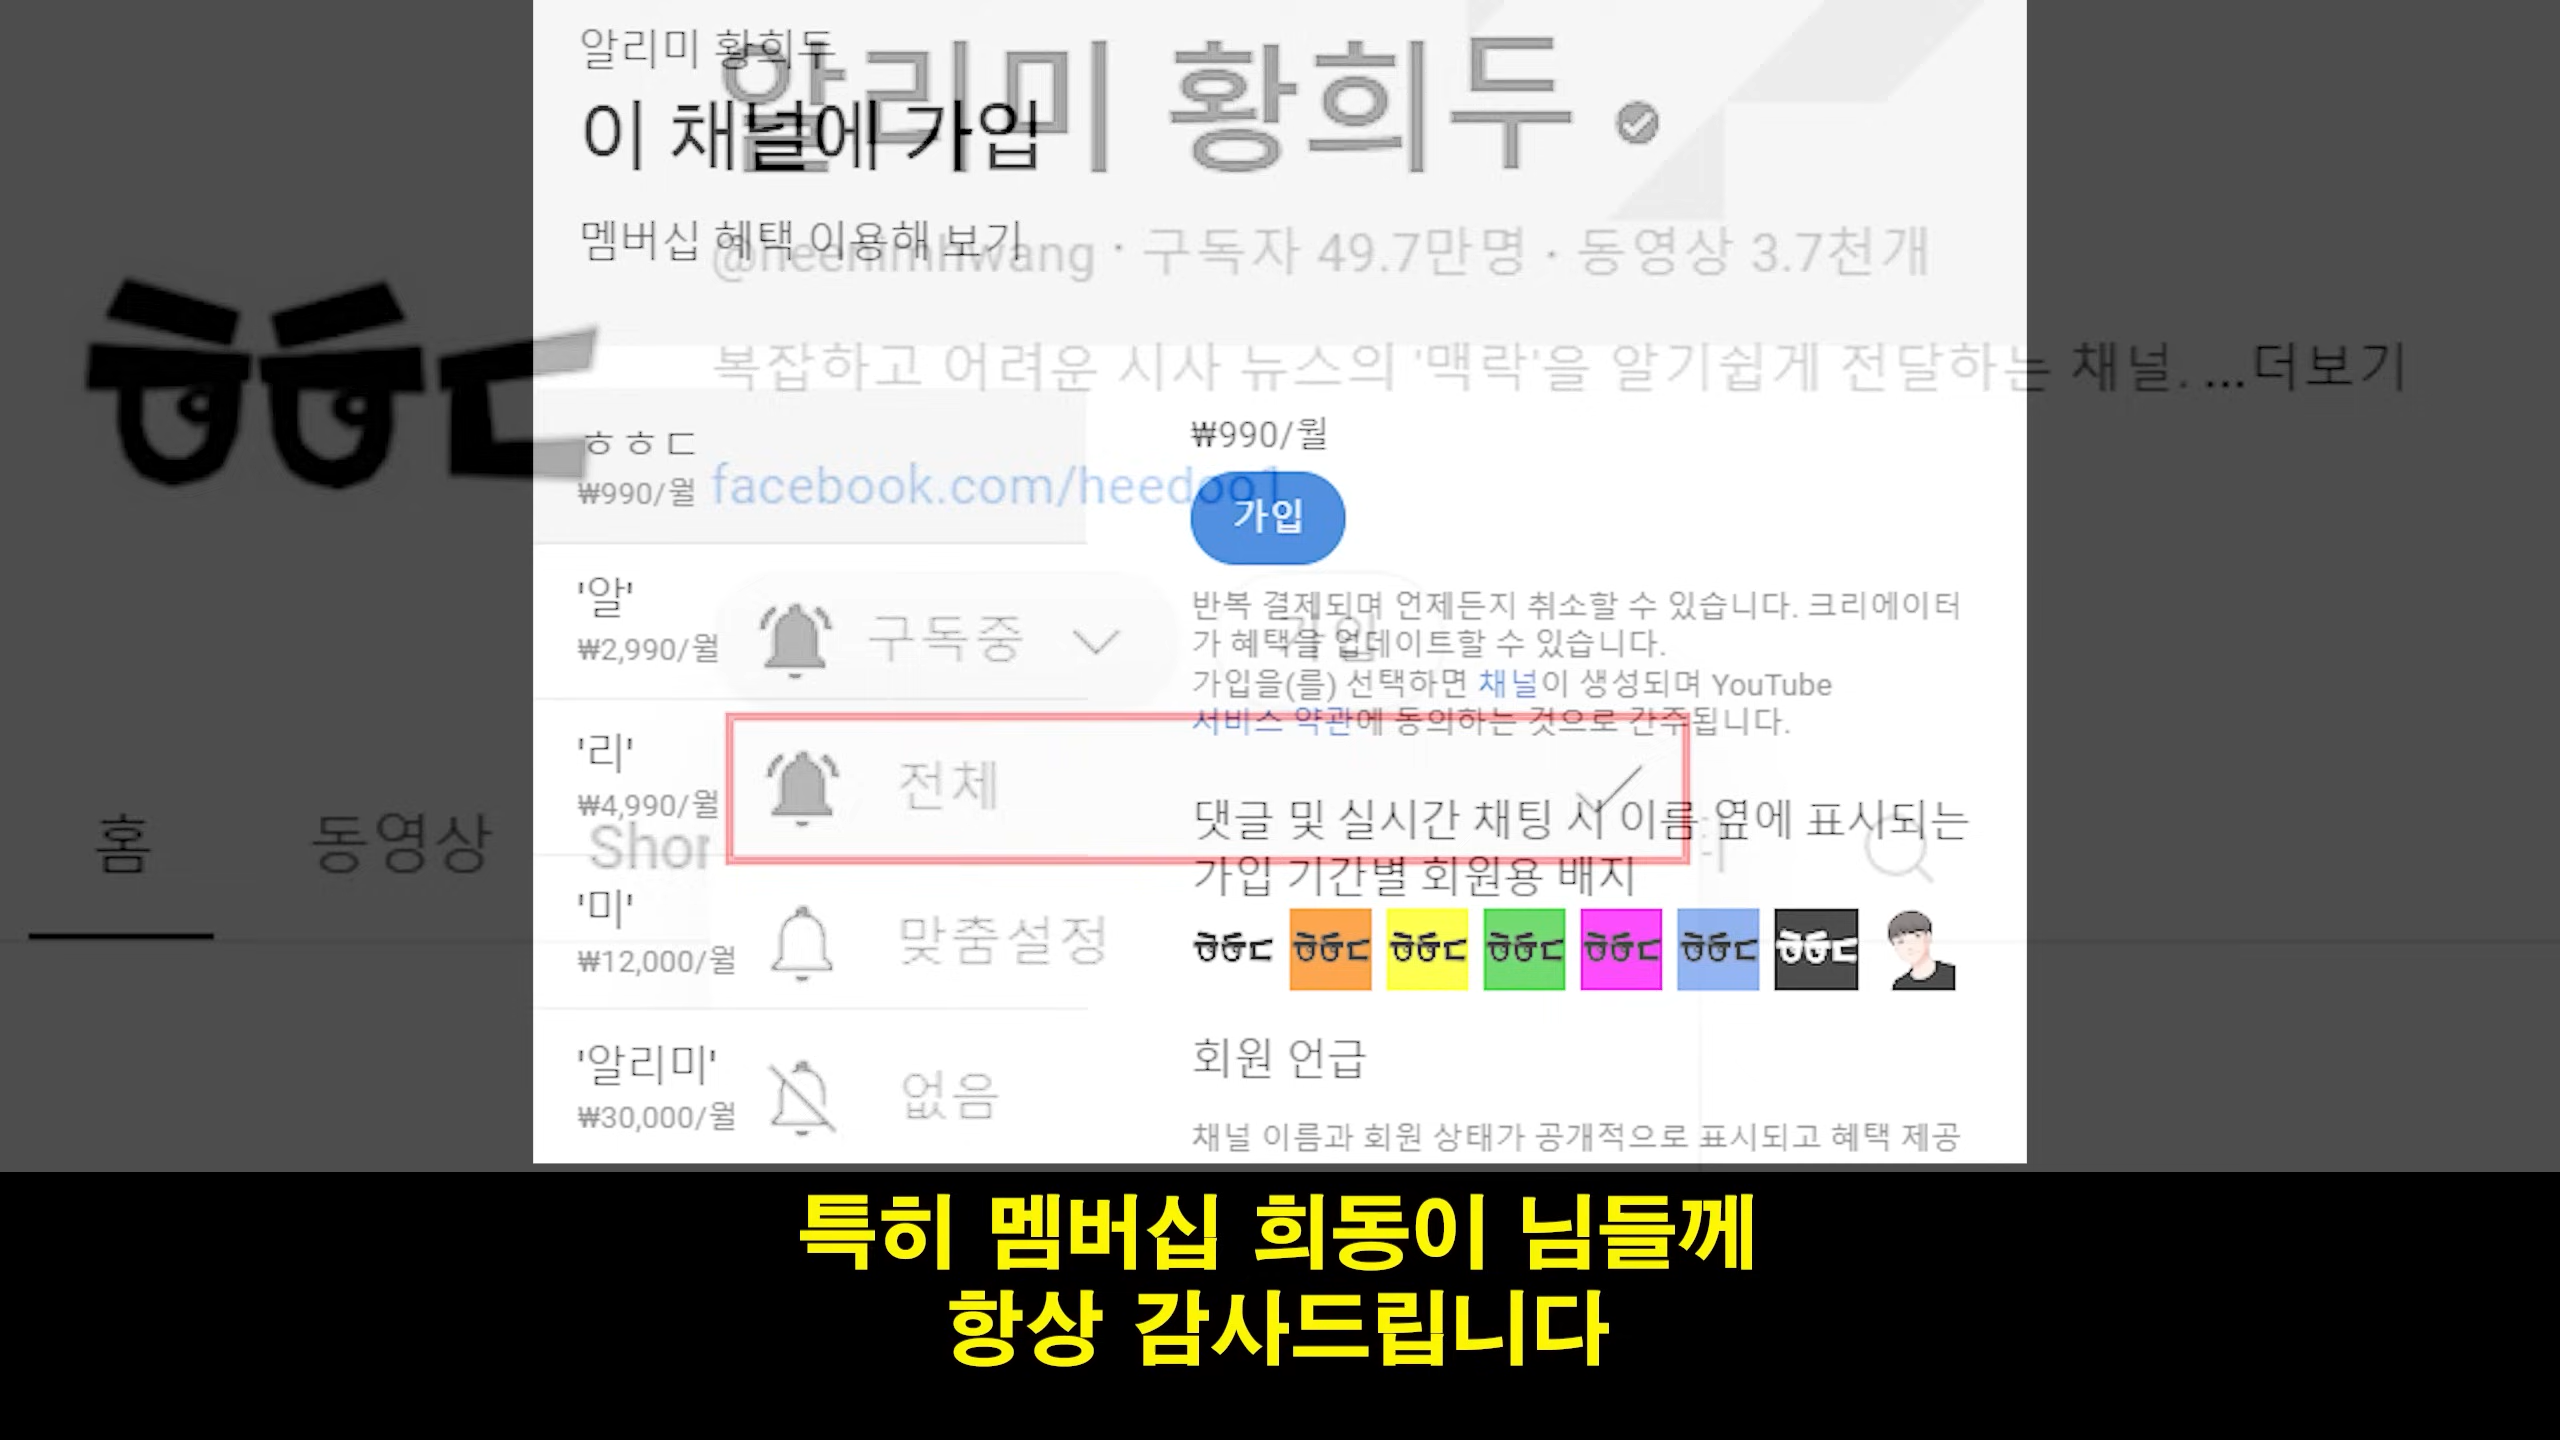 알리미 황희두
이 채널에 가입
멤버십 혜택 이용해 보기
알리미 황희두
구독자 49.7만명 · 동영상 3.7천개
복잡하고 어려운 시사 뉴스의 '맥락'을 알기쉽게 전달하는 채널. ...더보기
facebook.com/heedoo1
ㅎㅎㄷ
₩990/월
'알'
₩2,990/월
'리'
₩4,990/월
'미'
₩12,000/월
'알리미'
₩30,000/월
구독중
가입
전체
맞춤설정
없음
홈
동영상
₩990/월
가입
반복 결제되며 언제든지 취소할 수 있습니다. 크리에이터
가 혜택을 업데이트할 수 있습니다.
가입을(를) 선택하면 채널이 생성되며 YouTube
서비스 약관에 동의하는 것으로 간주됩니다.
댓글 및 실시간 채팅 시 이름 옆에 표시되는
가입 기간별 회원용 배지
회원 언급
채널 이름과 회원 상태가 공개적으로 표시되고 혜택 제공
특히 멤버십 희동이 님들께
항상 감사드립니다